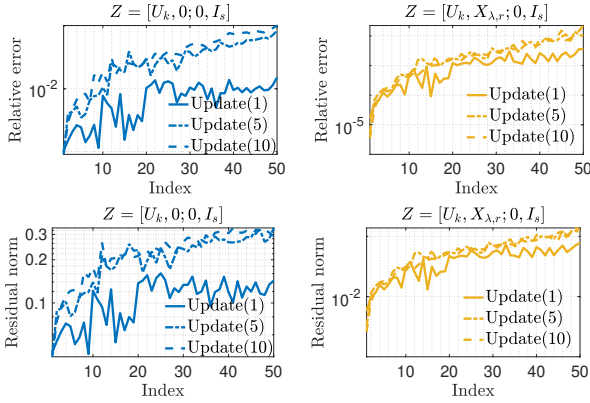 Z = [U_k, 0; 0, I_s]
Relative error
10^{-2}
Update(1)
Update(5)
Update(10)
10 20 30 40 50
Index
Z = [U_k, X_{λ,r}; 0, I_s]
Relative error
10^{-5}
Update(1)
Update(5)
Update(10)
10 20 30 40 50
Index
Z = [U_k, 0; 0, I_s]
Residual norm
0.3
0.2
0.1
Update(1)
Update(5)
Update(10)
10 20 30 40 50
Index
Z = [U_k, X_{λ,r}; 0, I_s]
Residual norm
10^{-2}
Update(1)
Update(5)
Update(10)
10 20 30 40 50
Index